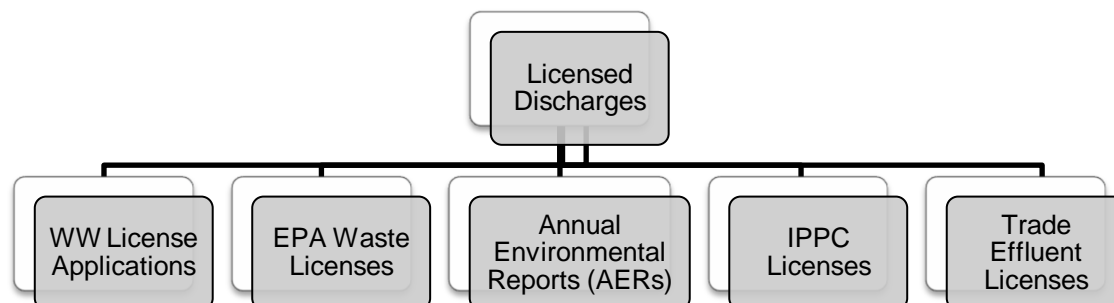 Licensed
Discharges
WW License
Applications
EPA Waste
Licenses
Annual
Environmental
Reports (AERs)
IPPC
Licenses
Trade
Effluent
Licenses